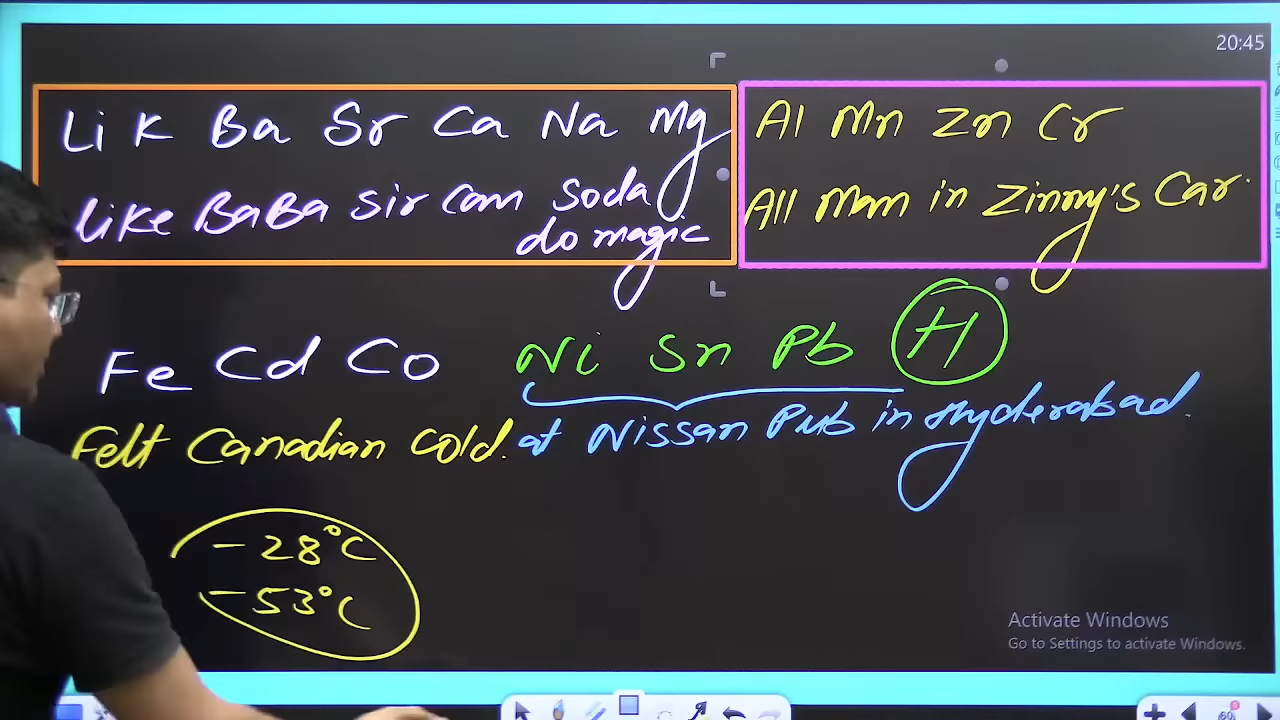 20:45
Li K Ba Sr Ca Na Mg
Like BaBa Sir Can Soda
do magic
Al Mn Zn Cr
All Man in Zinny's Car.
Fe Cd Co Ni Sn Pb H
Felt Canadian Cold. at Nissan Pub in Hyderabad.
-28°C
-53°C
Activate Windows
Go to Settings to activate Windows.